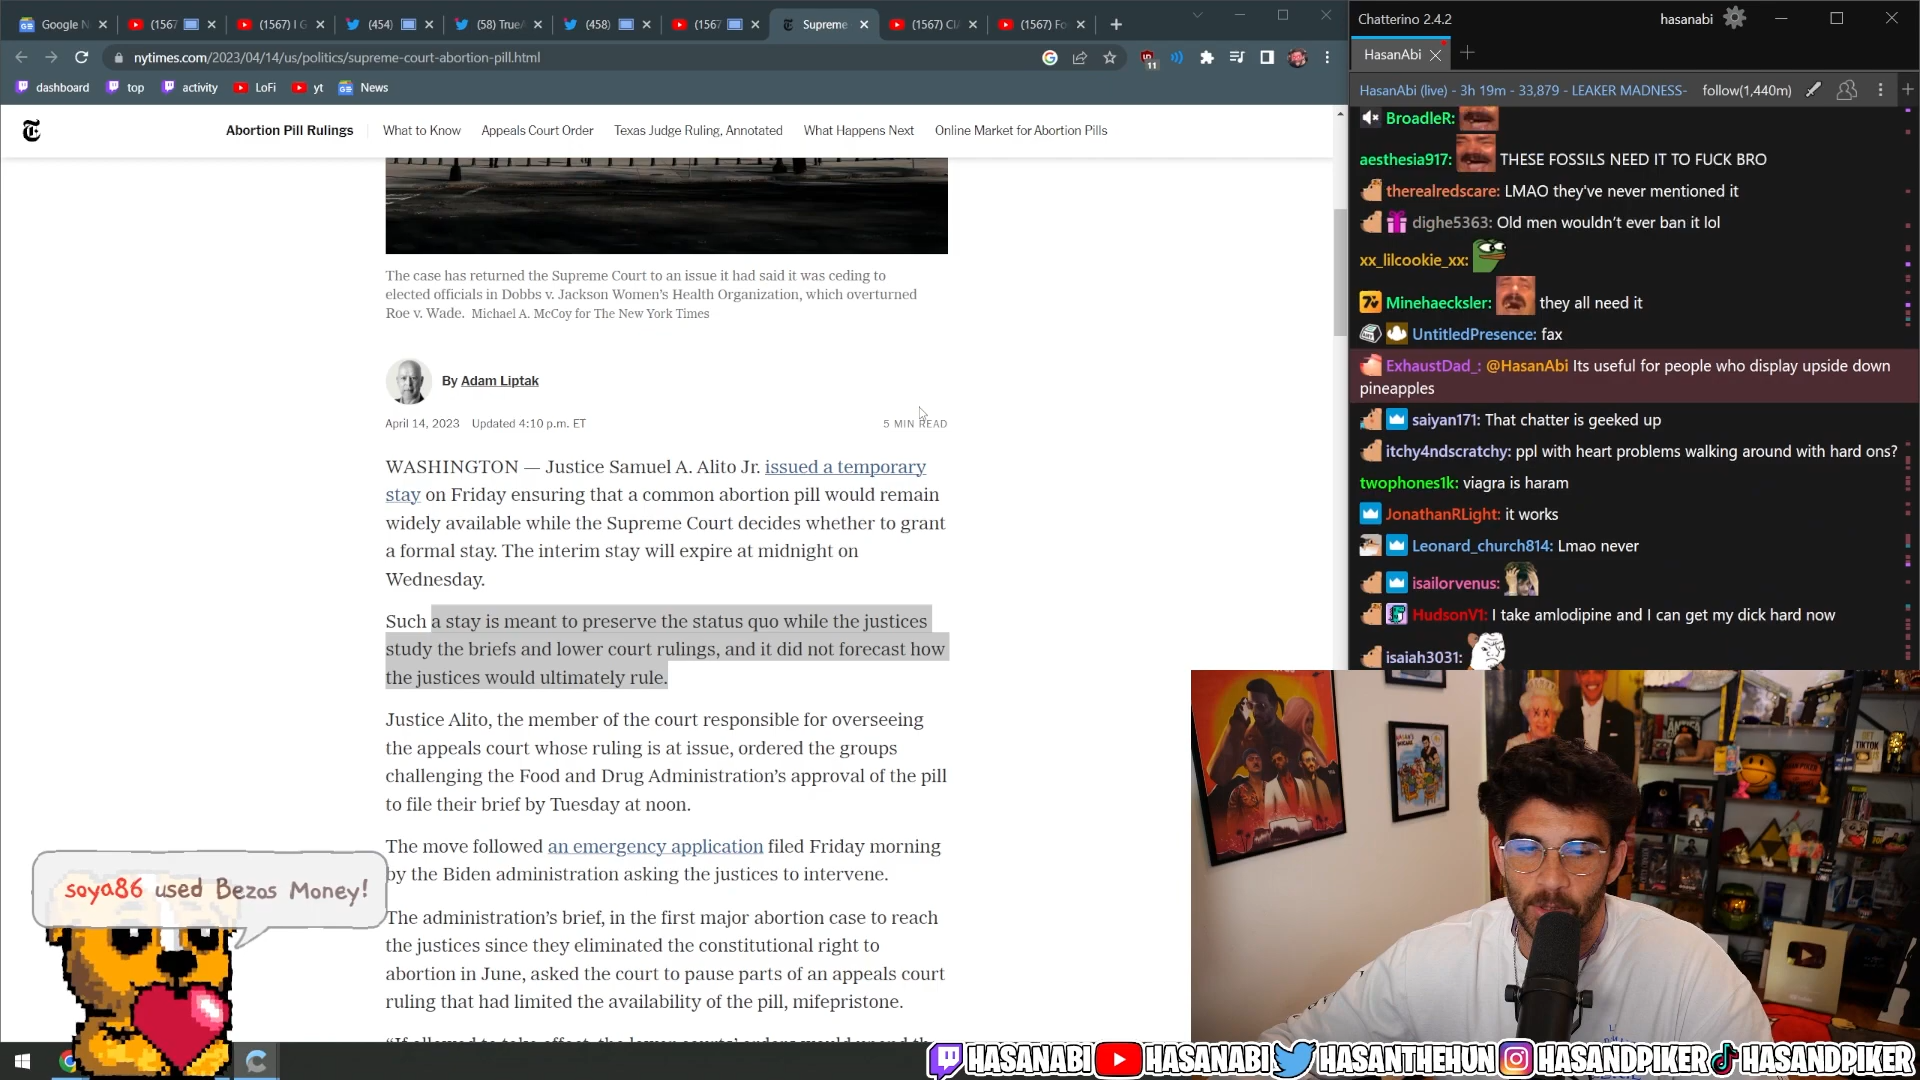 Google N
(1567)
(1567) I G
(454)
(58) TrueA
(458)
(1567
Supreme
(1567) CIA
(1567) Fo
nytimes.com/2023/04/14/us/politics/supreme-court-abortion-pill.html
11
dashboard
top
activity
LoFi
yt
News
Abortion Pill Rulings
What to Know
Appeals Court Order
Texas Judge Ruling, Annotated
What Happens Next
Online Market for Abortion Pills
The case has returned the Supreme Court to an issue it had said it was ceding to
elected officials in Dobbs v. Jackson Women's Health Organization, which overturned
Roe v. Wade. Michael A. McCoy for The New York Times
By Adam Liptak
April 14, 2023 Updated 4:10 p.m. ET
5 MIN READ
WASHINGTON — Justice Samuel A. Alito Jr. issued a temporary
stay on Friday ensuring that a common abortion pill would remain
widely available while the Supreme Court decides whether to grant
a formal stay. The interim stay will expire at midnight on
Wednesday.
Such a stay is meant to preserve the status quo while the justices
study the briefs and lower court rulings, and it did not forecast how
the justices would ultimately rule.
Justice Alito, the member of the court responsible for overseeing
the appeals court whose ruling is at issue, ordered the groups
challenging the Food and Drug Administration's approval of the pill
to file their brief by Tuesday at noon.
The move followed an emergency application filed Friday morning
by the Biden administration asking the justices to intervene.
The administration's brief, in the first major abortion case to reach
the justices since they eliminated the constitutional right to
abortion in June, asked the court to pause parts of an appeals court
ruling that had limited the availability of the pill, mifepristone.
soya86 used Bezos Money!
Chatterino 2.4.2
hasanabi
HasanAbi
HasanAbi (live) - 3h 19m - 33,879 - LEAKER MADNESS-
follow(1,440m)
BroadleR:
aesthesia917: THESE FOSSILS NEED IT TO FUCK BRO
therealredscare: LMAO they've never mentioned it
dighe5363: Old men wouldn't ever ban it lol
xx_lilcookie_xx:
Minehaecksler: they all need it
UntitledPresence: fax
ExhaustDad_: @HasanAbi Its useful for people who display upside down
pineapples
saiyan171: That chatter is geeked up
itchy4ndscratchy: ppl with heart problems walking around with hard ons?
twophones1k: viagra is haram
JonathanRLight: it works
Leonard_church814: Lmao never
isailorvenus:
HudsonV1: I take amlodipine and I can get my dick hard now
isaiah3031:
HASANABI
HASANABI
HASANTHEHUN
HASANDPIKER
HASANDPIKER